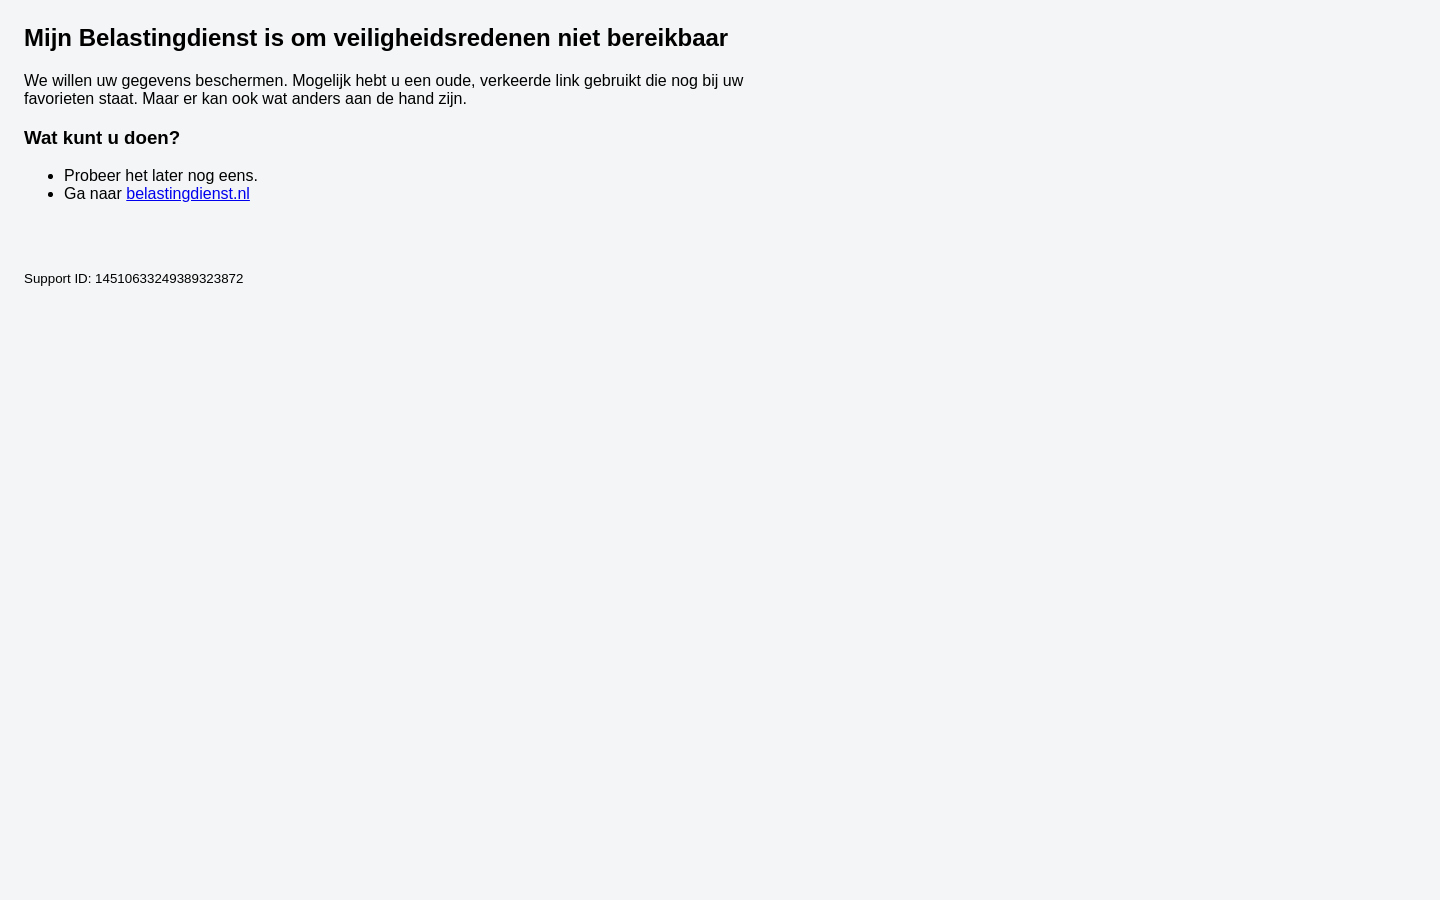 Mijn Belastingdienst is om veiligheidsredenen niet bereikbaar
We willen uw gegevens beschermen. Mogelijk hebt u een oude, verkeerde link gebruikt die nog bij uw
favorieten staat. Maar er kan ook wat anders aan de hand zijn.
Wat kunt u doen?
Probeer het later nog eens.
Ga naar belastingdienst.nl
Support ID: 14510633249389323872